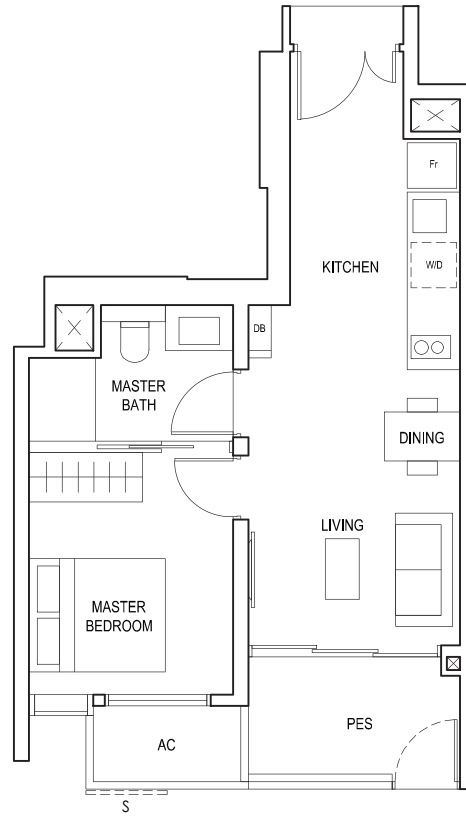 Fr
KITCHEN
W/D
DB
MASTER
BATH
DINING
LIVING
MASTER
BEDROOM
PES
AC
S